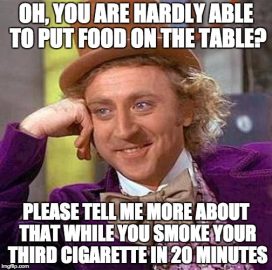 OH, YOU ARE HARDLY ABLE
TO PUT FOOD ON THE TABLE?
PLEASE TELL ME MORE ABOUT
THAT WHILE YOU SMOKE YOUR
THIRD CIGARETTE IN 20 MINUTES
imgflip.com